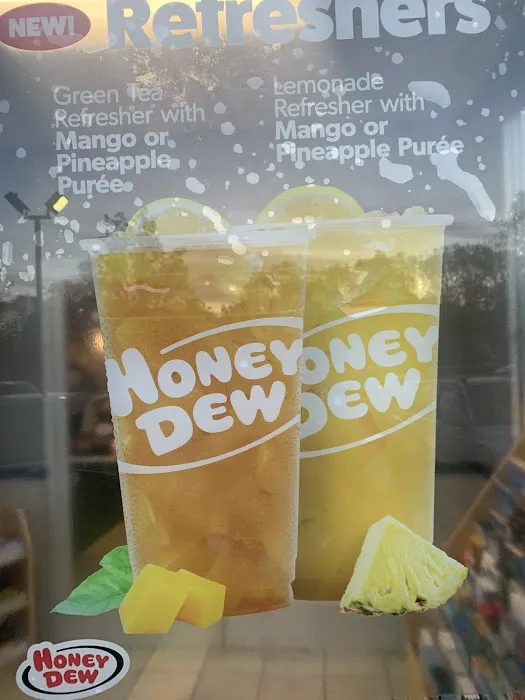 NEW!
Refreshers
Green Tea
Refresher with
Mango or
Pineapple
Purée.
Lemonade
Refresher with
Mango or
Pineapple Purée
HONEY
DEW
HONEY
DEW
HONEY
DEW